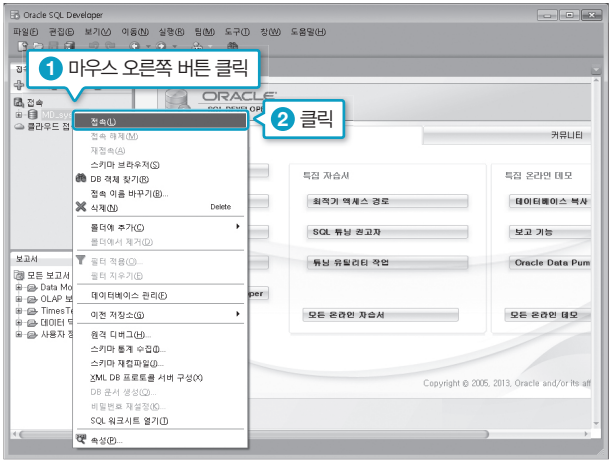 Oracle SQL Developer
파일(F) 편집(E) 보기(V) 이동(N) 실행(R) 팀(M) 도구(T) 창(W) 도움말(H)
1 마우스 오른쪽 버튼 클릭
접속
클라우드
ORACLE
접속(L)
2 클릭
접속 해제(M)
재접속(A)
스키마 브라우저(S)
DB 객체 찾기(R)
접속 이름 바꾸기(B)...
삭제(N) Delete
폴더에 추가(C)
폴더에서 제거(D)
필터 적용(O)...
필터 지우기(E)
데이터베이스 관리(F)
이전 저장소(G)
원격 디버그(H)...
스키마 통계 수집(I)...
스키마 재컴파일(J)...
XML DB 프로토콜 서버 구성(X)
DB 문서 생성(Q)...
비밀번호 재설정(K)...
SQL 워크시트 열기(T)
속성(P)...
보고서
모든 보고서
Data Mo
OLAP 보
TimesT
데이터
사용자 정
커뮤니티
특집 자습서
최적기 액세스 경로
SQL 튜닝 권고자
튜닝 유틸리티 작업
모든 온라인 자습서
특집 온라인 데모
데이터베이스 복사
보고 기능
Oracle Data Pum
모든 온라인 데모
per
Copyright © 2005, 2013, Oracle and/or its aff